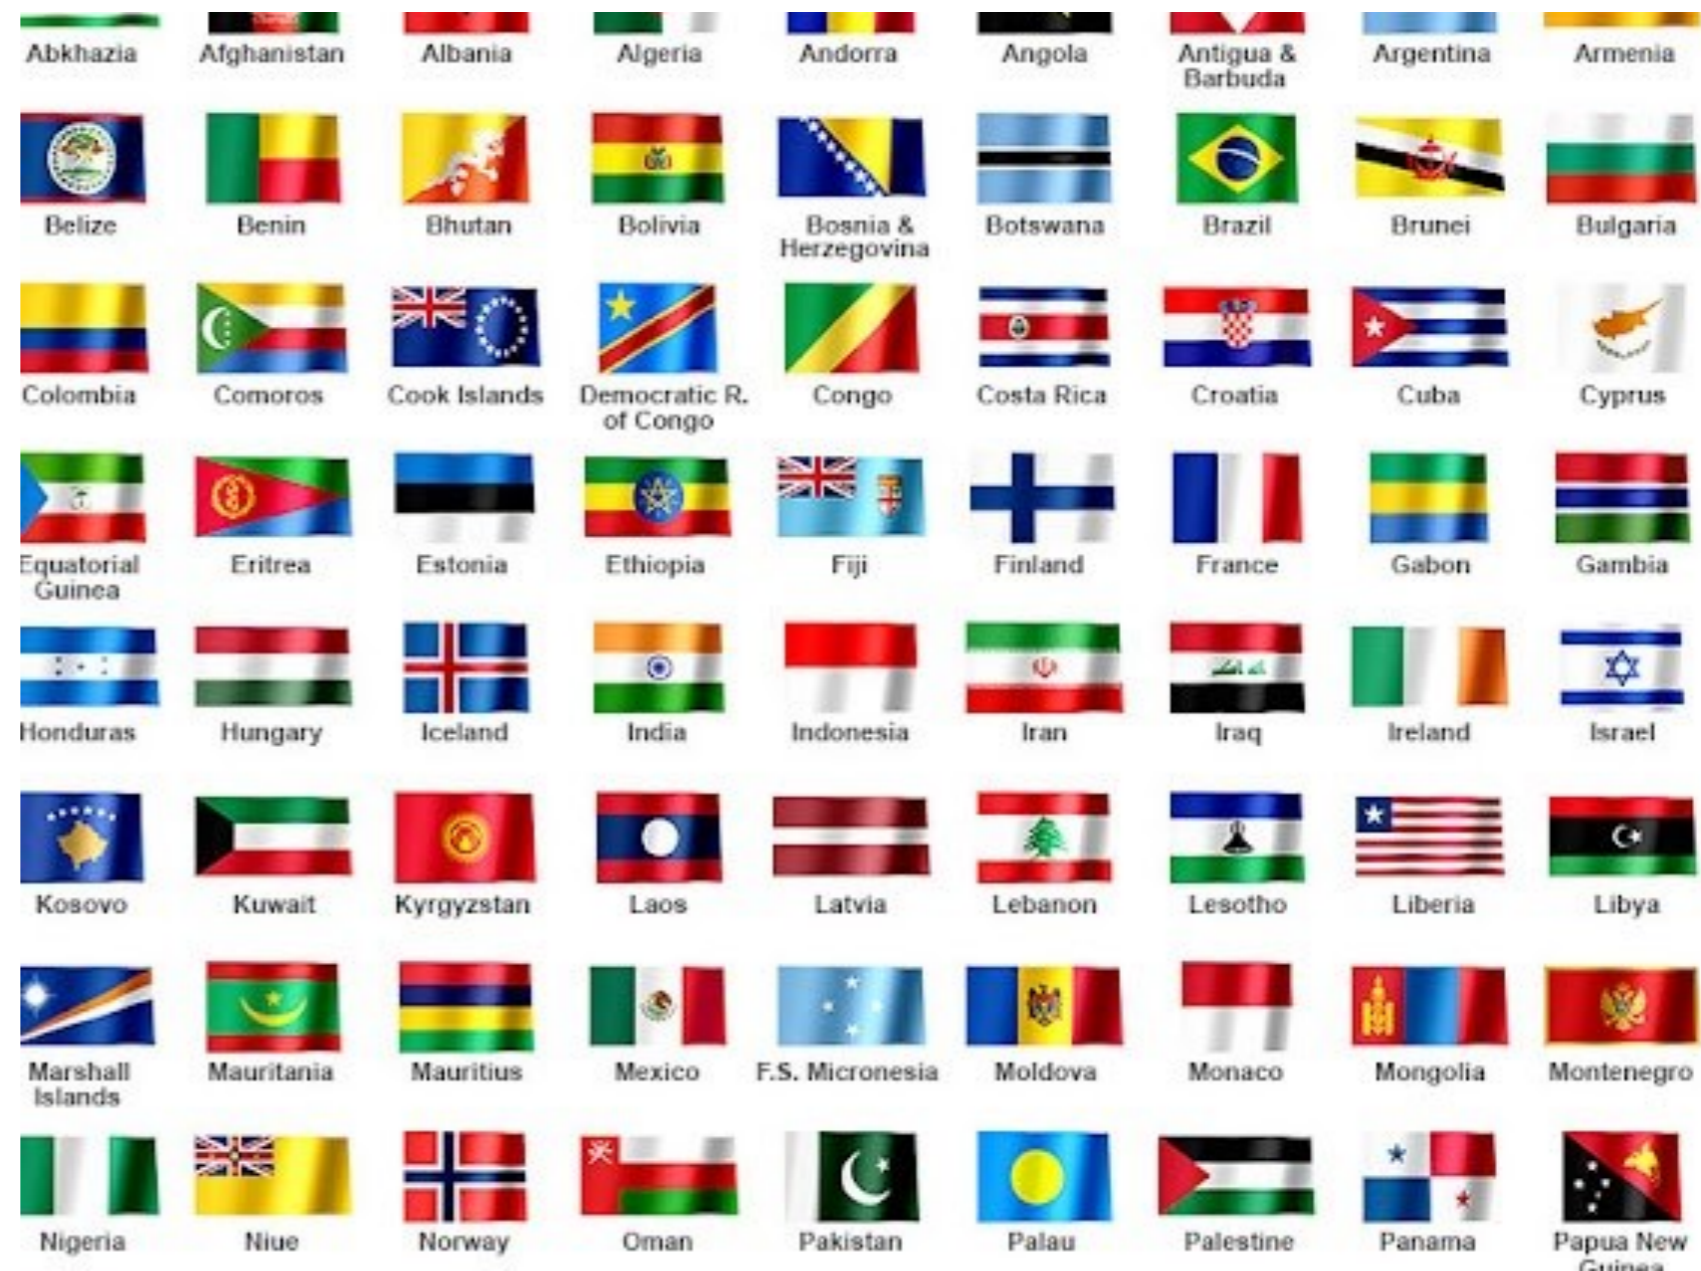 Abkhazia Afghanistan Albania Algeria Andorra Angola Antigua & Argentina Armenia
Barbuda
Belize Benin Bhutan Bolivia Bosnia & Botswana Brazil Brunei Bulgaria
Herzegovina
Colombia Comoros Cook Islands Democratic R. Congo Costa Rica Croatia Cuba Cyprus
of Congo
Equatorial Eritrea Estonia Ethiopia Fiji Finland France Gabon Gambia
Guinea
Honduras Hungary Iceland India Indonesia Iran Iraq Ireland Israel
Kosovo Kuwait Kyrgyzstan Laos Latvia Lebanon Lesotho Liberia Libya
Marshall Mauritania Mauritius Mexico F.S. Micronesia Moldova Monaco Mongolia Montenegro
Islands
Nigeria Niue Norway Oman Pakistan Palau Palestine Panama Papua New
Guinea